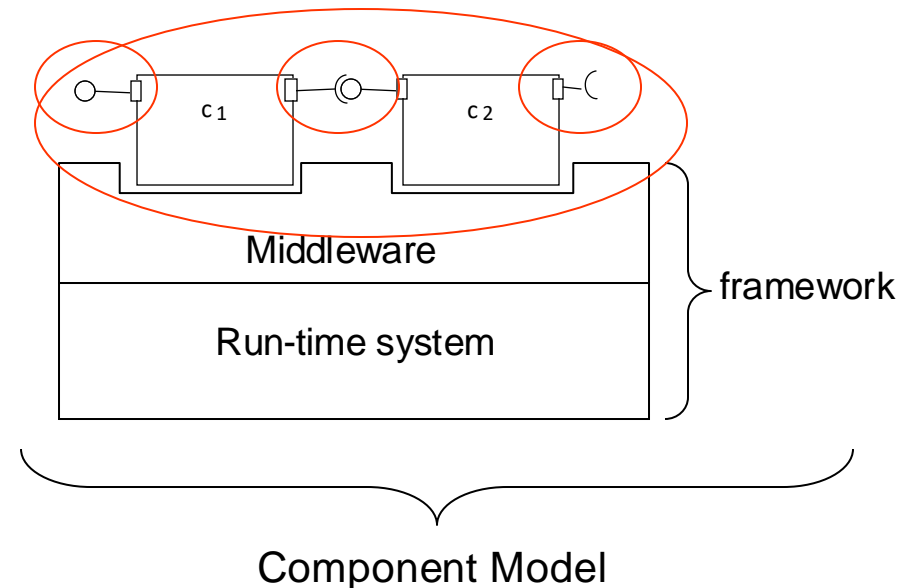 c1
c2
Middleware
framework
Run-time system
Component Model